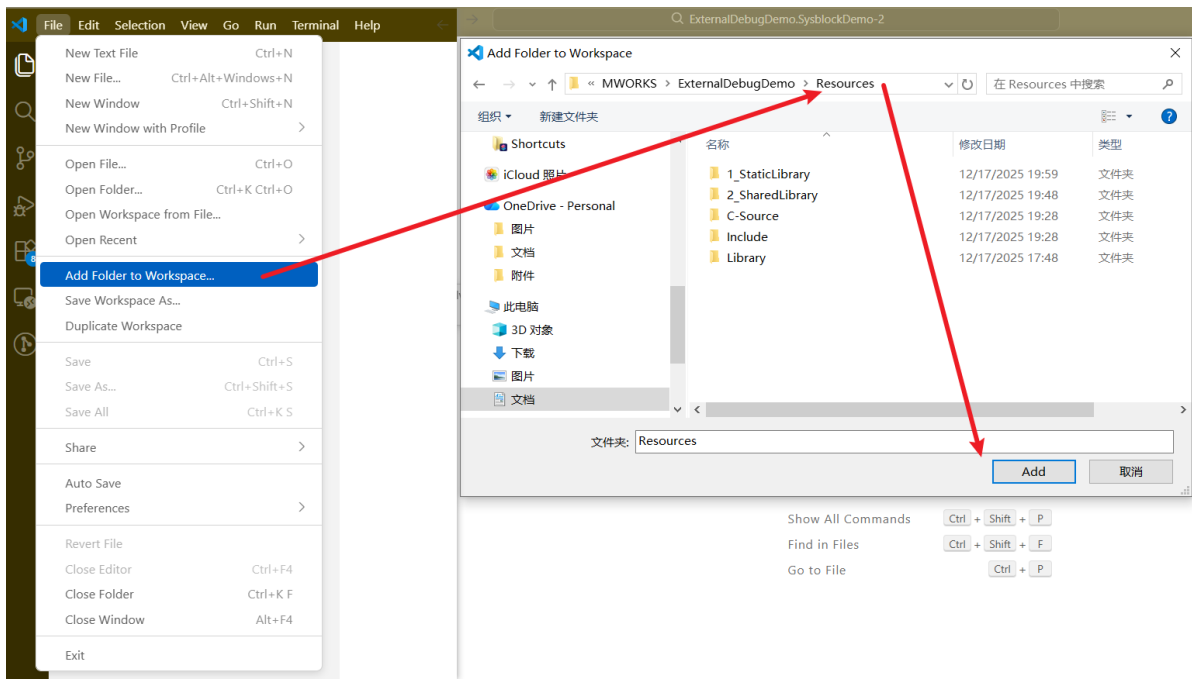 File Edit Selection View Go Run Terminal Help
ExternalDebugDemo.SysblockDemo-2
New Text File Ctrl+N
New File... Ctrl+Alt+Windows+N
New Window Ctrl+Shift+N
New Window with Profile
Open File... Ctrl+O
Open Folder... Ctrl+K Ctrl+O
Open Workspace from File...
Open Recent
Add Folder to Workspace...
Save Workspace As...
Duplicate Workspace
Save Ctrl+S
Save As... Ctrl+Shift+S
Save All Ctrl+K S
Share
Auto Save
Preferences
Revert File
Close Editor Ctrl+F4
Close Folder Ctrl+K F
Close Window Alt+F4
Exit
8
Add Folder to Workspace
« MWORKS > ExternalDebugDemo > Resources
在 Resources 中搜索
组织 新建文件夹
Shortcuts
iCloud 照片
OneDrive - Personal
图片
文档
附件
此电脑
3D 对象
下载
图片
文档
名称 修改日期 类型
1_StaticLibrary 12/17/2025 19:59 文件夹
2_SharedLibrary 12/17/2025 19:48 文件夹
C-Source 12/17/2025 19:28 文件夹
Include 12/17/2025 19:28 文件夹
Library 12/17/2025 17:48 文件夹
文件夹: Resources
Add 取消
Show All Commands Ctrl + Shift + P
Find in Files Ctrl + Shift + F
Go to File Ctrl + P